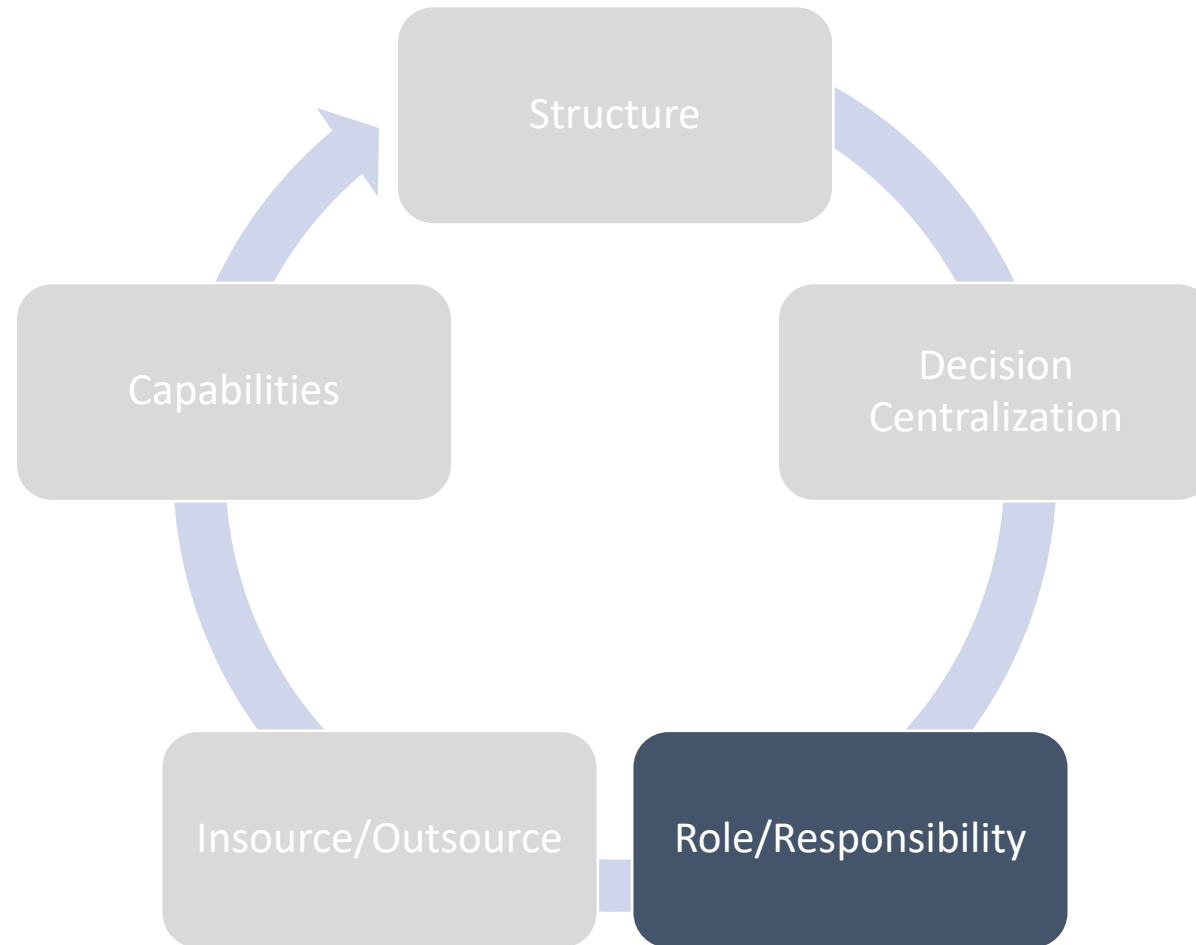 Structure
Decision
Centralization
Role/Responsibility
Insource/Outsource
Capabilities